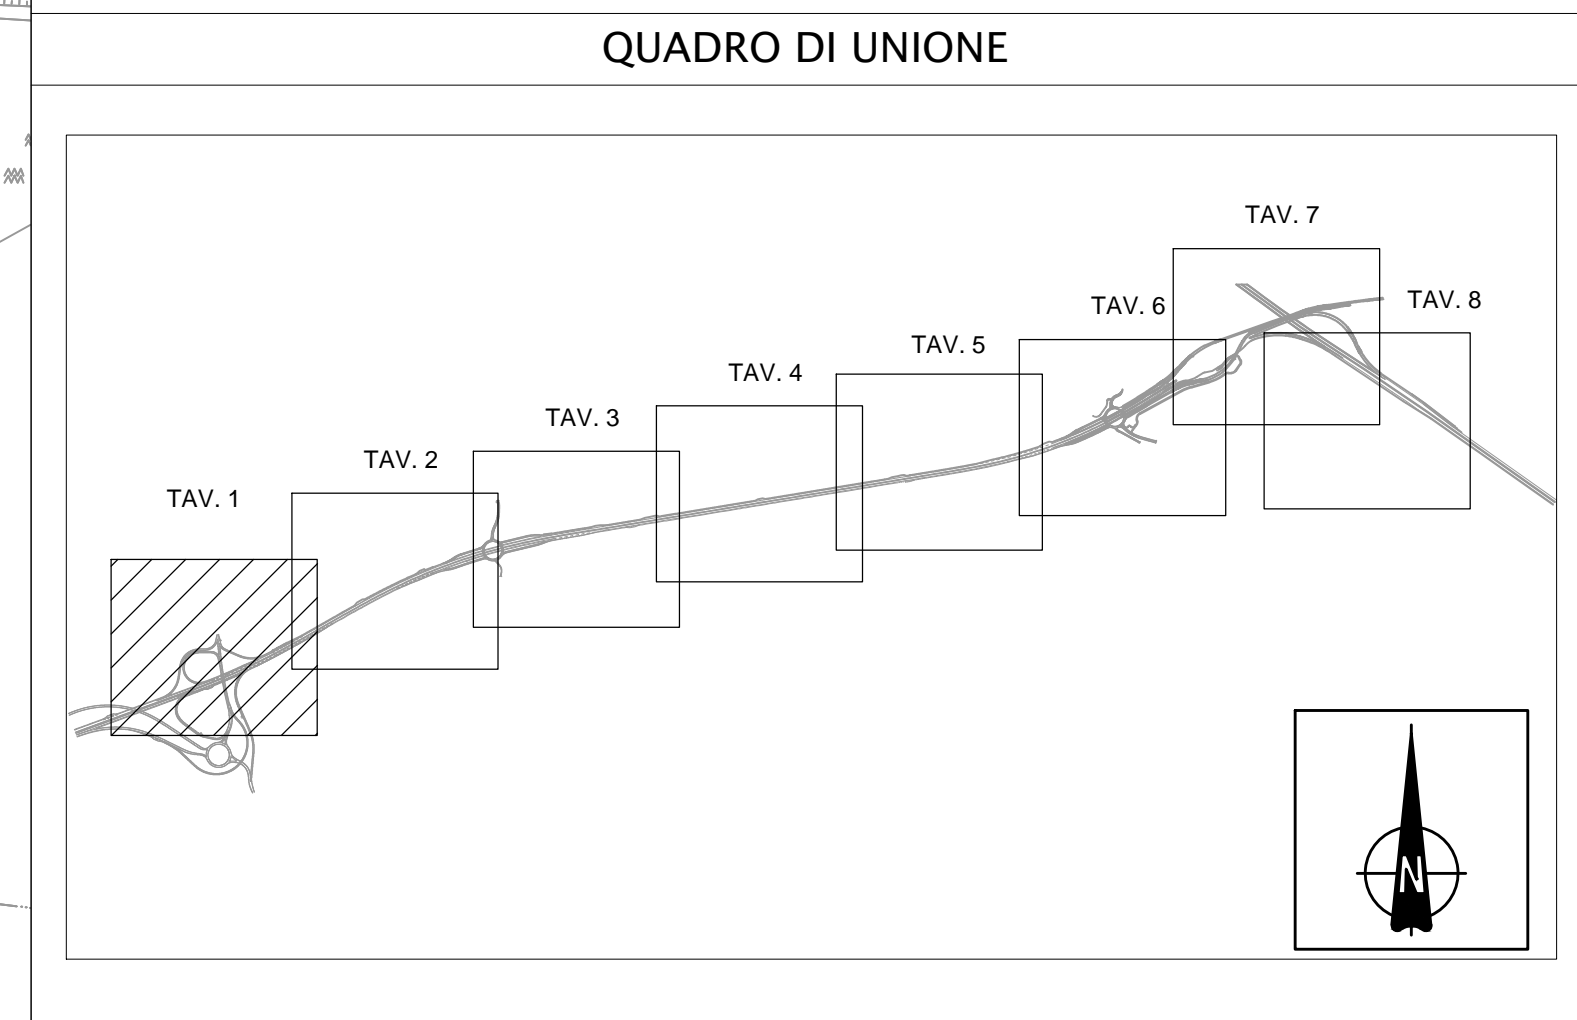 QUADRO DI UNIONE
TAV. 7
TAV. 8
TAV. 6
TAV. 5
TAV. 4
TAV. 3
TAV. 2
TAV. 1
N